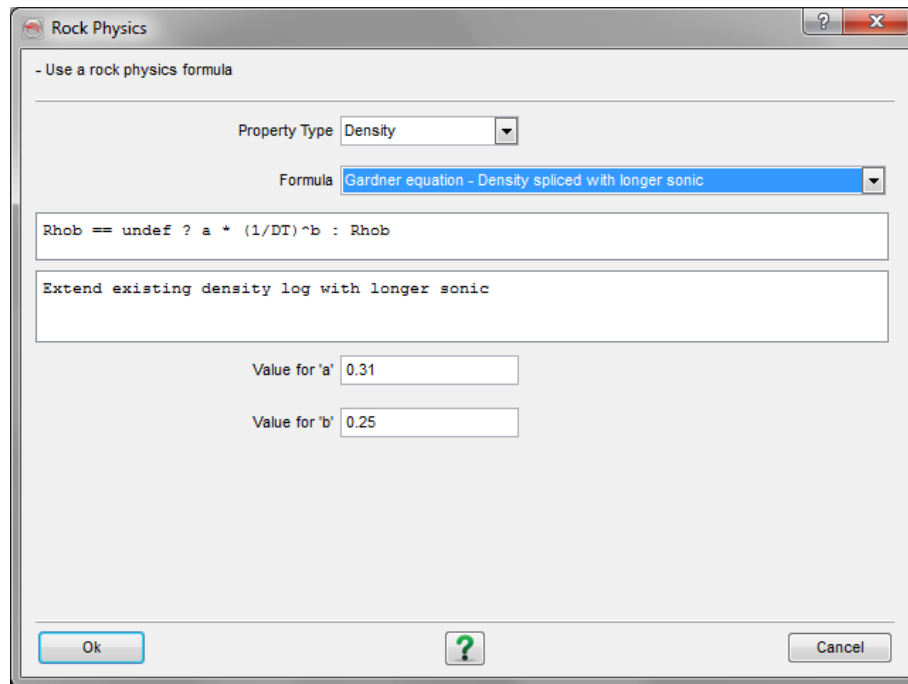 Rock Physics
- Use a rock physics formula
Property Type Density
Formula Gardner equation - Density spliced with longer sonic
Rhob == undef ? a * (1/DT)^b : Rhob
Extend existing density log with longer sonic
Value for 'a' 0.31
Value for 'b' 0.25
Ok ? Cancel